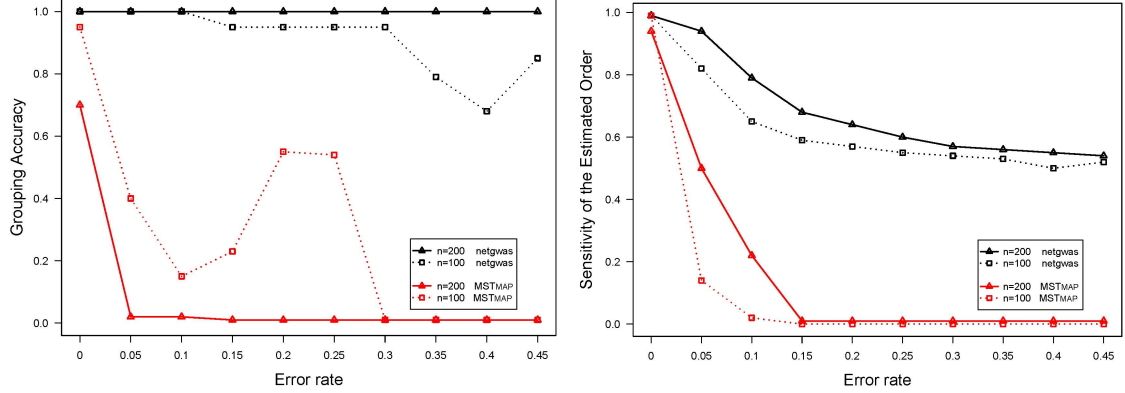 Grouping Accuracy
1.0
0.8
0.6
0.4
0.2
0.0
n=200 netgwas
n=100 netgwas
n=200 MSTMAP
n=100 MSTMAP
0 0.05 0.1 0.15 0.2 0.25 0.3 0.35 0.4 0.45
Error rate
Sensitivity of the Estimated Order
1.0
0.8
0.6
0.4
0.2
0.0
n=200 netgwas
n=100 netgwas
n=200 MSTMAP
n=100 MSTMAP
0 0.05 0.1 0.15 0.2 0.25 0.3 0.35 0.4 0.45
Error rate